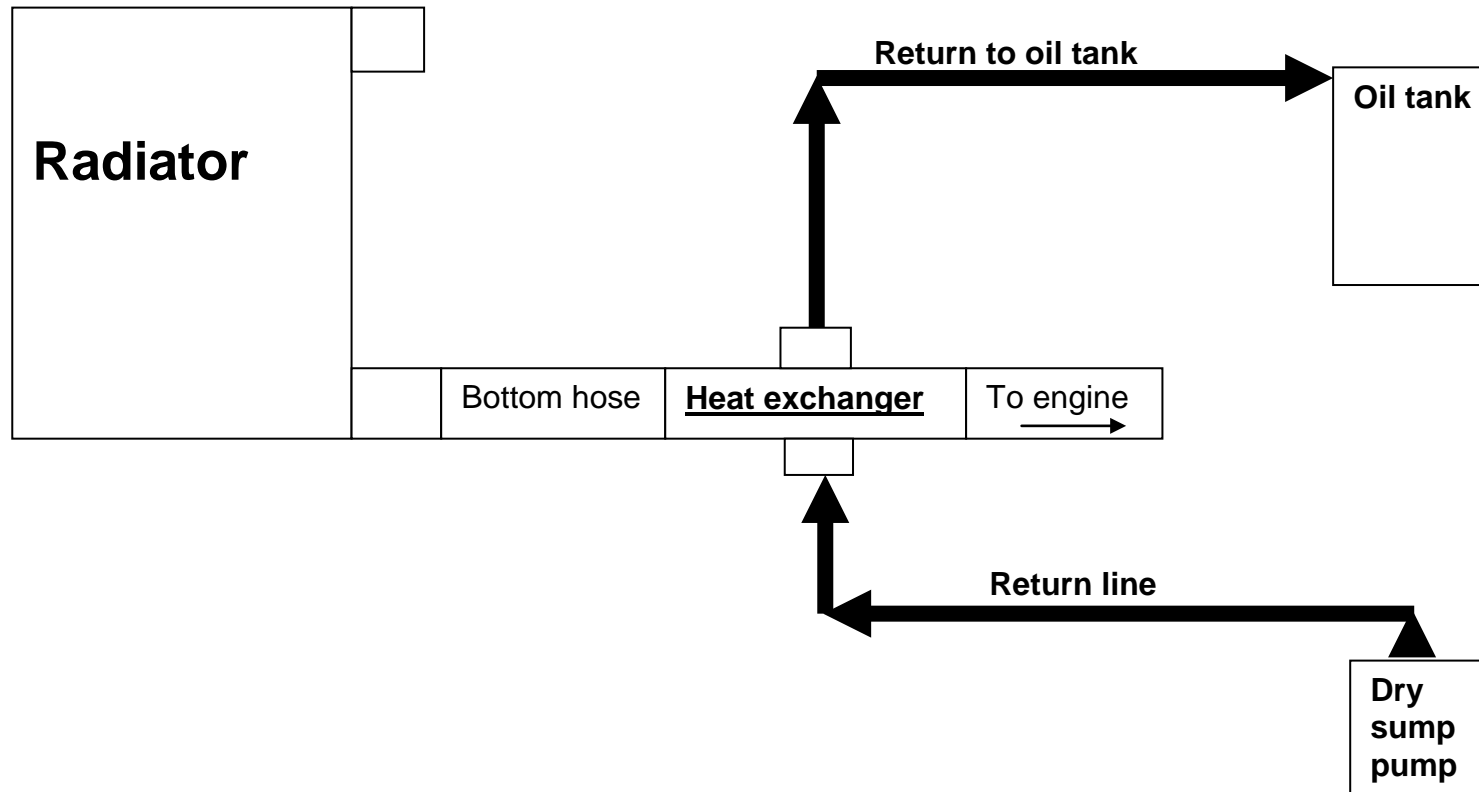 Return to oil tank
Oil tank
Radiator
Bottom hose
Heat exchanger
To engine
Return line
Dry
sump
pump